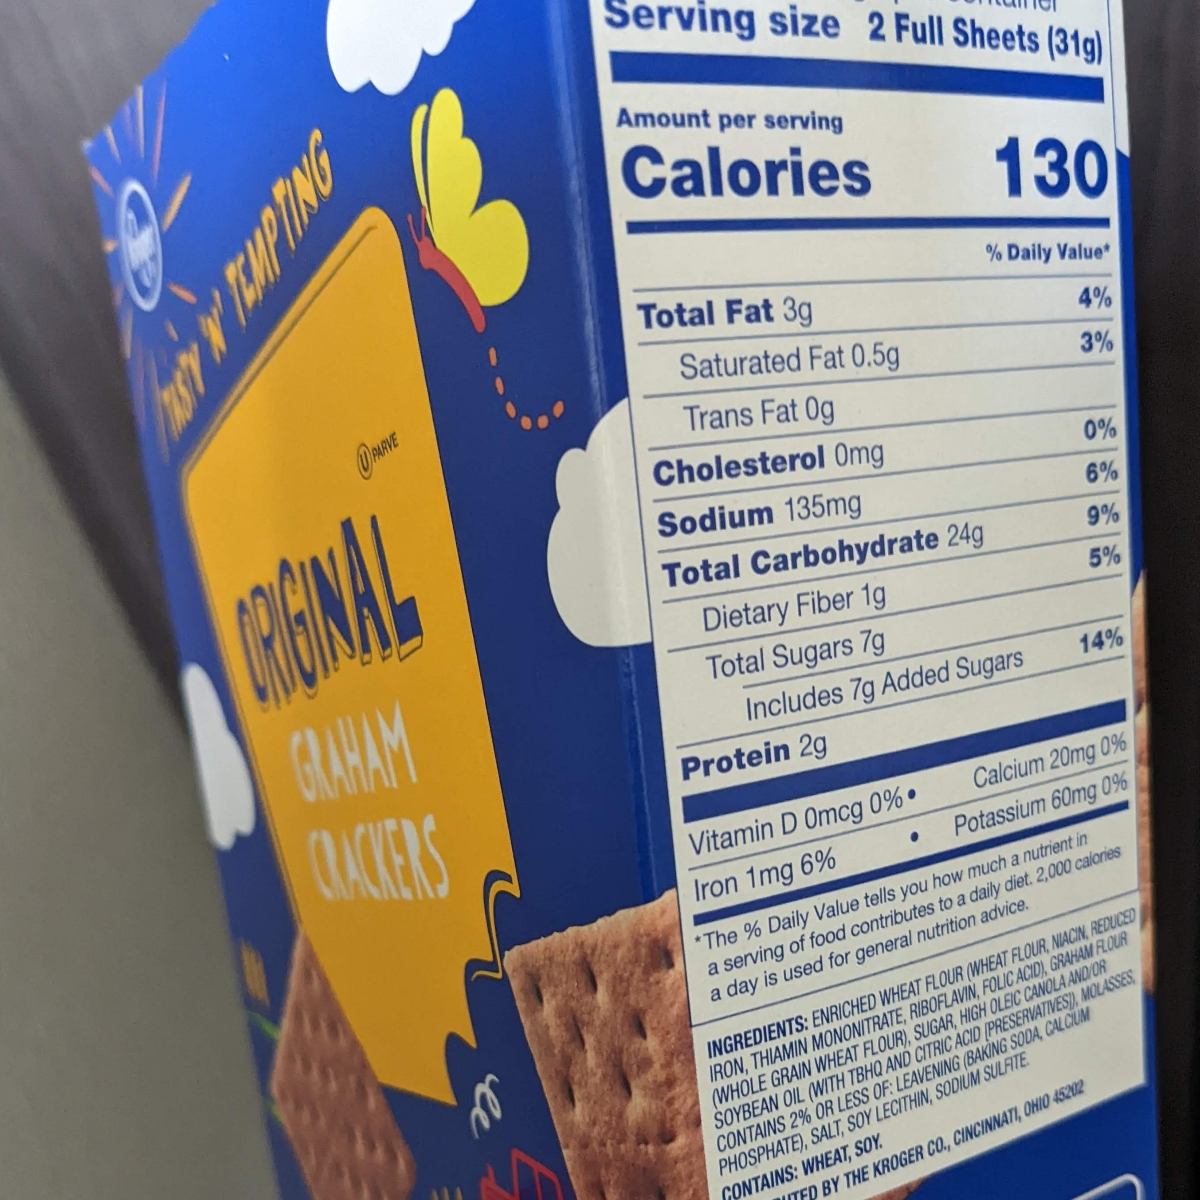 Kroger
TASTY 'N' TEMPTING
U PARVE
ORIGINAL
GRAHAM
CRACKERS
Serving size 2 Full Sheets (31g)
Amount per serving
Calories 130
% Daily Value*
Total Fat 3g 4%
Saturated Fat 0.5g 3%
Trans Fat 0g
Cholesterol 0mg 0%
Sodium 135mg 6%
Total Carbohydrate 24g 9%
Dietary Fiber 1g 5%
Total Sugars 7g
Includes 7g Added Sugars 14%
Protein 2g
Vitamin D 0mcg 0% • Calcium 20mg 0%
Iron 1mg 6% • Potassium 60mg 0%
*The % Daily Value tells you how much a nutrient in
a serving of food contributes to a daily diet. 2,000 calories
a day is used for general nutrition advice.
INGREDIENTS: ENRICHED WHEAT FLOUR (WHEAT FLOUR, NIACIN, REDUCED
IRON, THIAMIN MONONITRATE, RIBOFLAVIN, FOLIC ACID), GRAHAM FLOUR
(WHOLE GRAIN WHEAT FLOUR), SUGAR, HIGH OLEIC CANOLA AND/OR
SOYBEAN OIL (WITH TBHQ AND CITRIC ACID [PRESERVATIVES]), MOLASSES,
CONTAINS 2% OR LESS OF: LEAVENING (BAKING SODA, CALCIUM
PHOSPHATE), SALT, SOY LECITHIN, SODIUM SULFITE.
CONTAINS: WHEAT, SOY.
BY THE KROGER CO., CINCINNATI, OHIO 45202